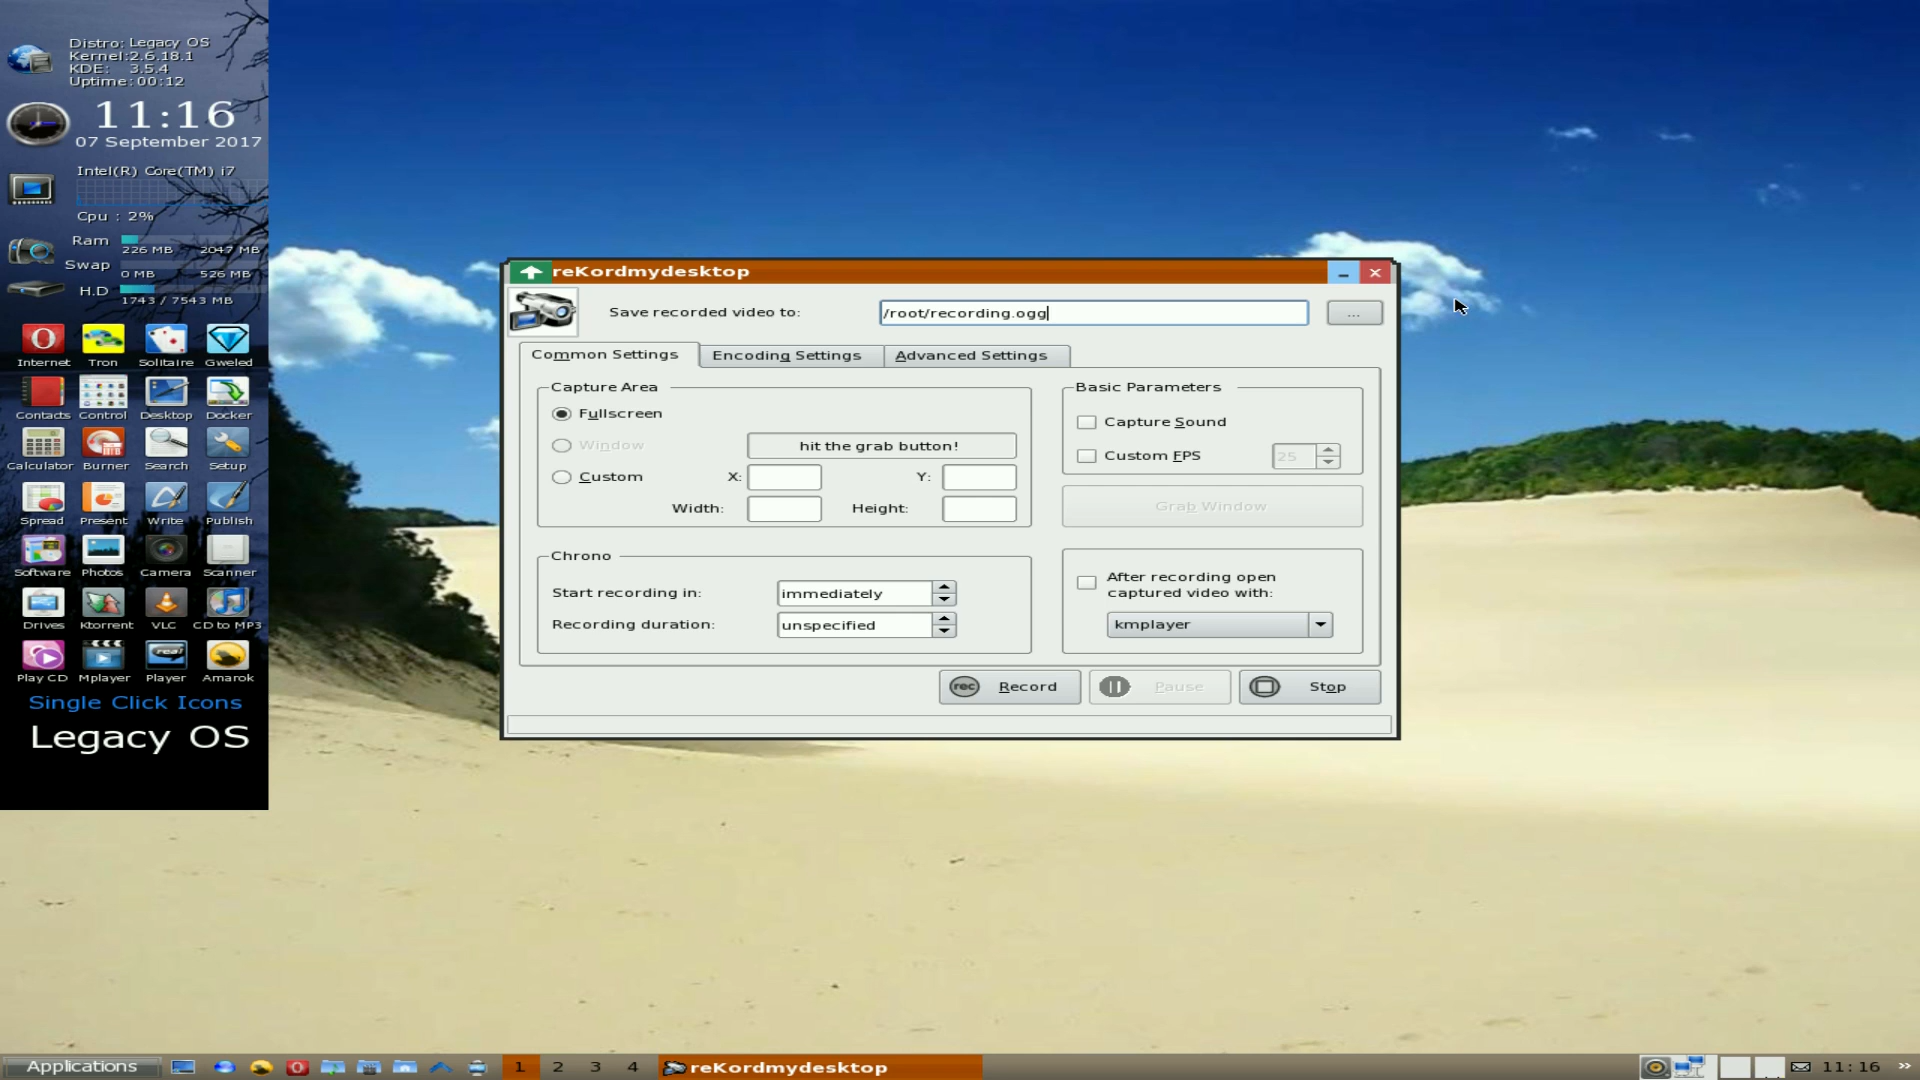 Distro: Legacy OS
Kernel:2.6.18.1
KDE: 3.5.4
Uptime: 00:12
11:16
07 September 2017
Intel(R) Core(TM) i7
Cpu : 2%
Ram
226 MB 2047 MB
Swap
0 MB 526 MB
H.D
1743 / 7543 MB
Internet Tron Solitaire Gweled
Contacts Control Desktop Docker
Calculator Burner Search Setup
Spread Present Write Publish
Software Photos Camera Scanner
Drives Ktorrent VLC CD to MP3
real
Play CD Mplayer Player Amarok
Single Click Icons
Legacy OS
reKordmydesktop
Save recorded video to: /root/recording.ogg ...
Common Settings Encoding Settings Advanced Settings
Capture Area
Fullscreen
Window hit the grab button!
Custom X: Y:
Width: Height:
Basic Parameters
Capture Sound
Custom FPS 25
Grab Window
Chrono
Start recording in: immediately
Recording duration: unspecified
After recording open
captured video with:
kmplayer
rec Record Pause Stop
Applications 1 2 3 4 reKordmydesktop 11:16 »